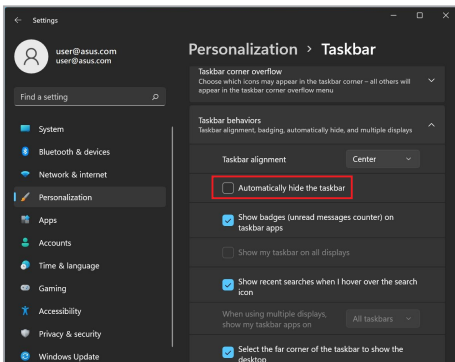 Settings
user@asus.com
user@asus.com
Find a setting
System
Bluetooth & devices
Network & internet
Personalization
Apps
Accounts
Time & language
Gaming
Accessibility
Privacy & security
Windows Update
Personalization > Taskbar
Taskbar corner overflow
Choose which icons may appear in the taskbar corner – all others will
appear in the taskbar corner overflow menu
Taskbar behaviors
Taskbar alignment, badging, automatically hide, and multiple displays
Taskbar alignment
Center
Automatically hide the taskbar
Show badges (unread messages counter) on
taskbar apps
Show my taskbar on all displays
Show recent searches when I hover over the search
icon
When using multiple displays,
show my taskbar apps on
All taskbars
Select the far corner of the taskbar to show the
desktop